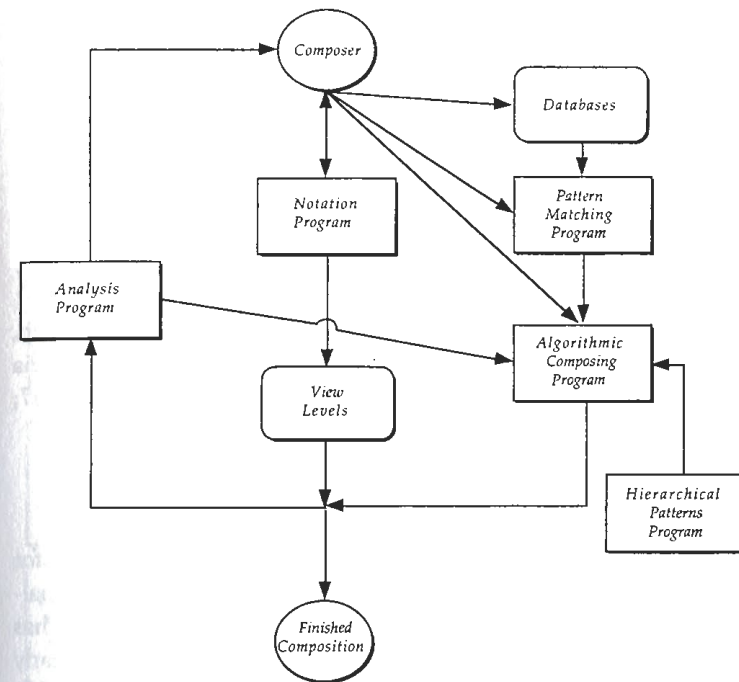 Composer
Databases
Notation
Program
Pattern
Matching
Program
Analysis
Program
Algorithmic
Composing
Program
View
Levels
Hierarchical
Patterns
Program
Finished
Composition